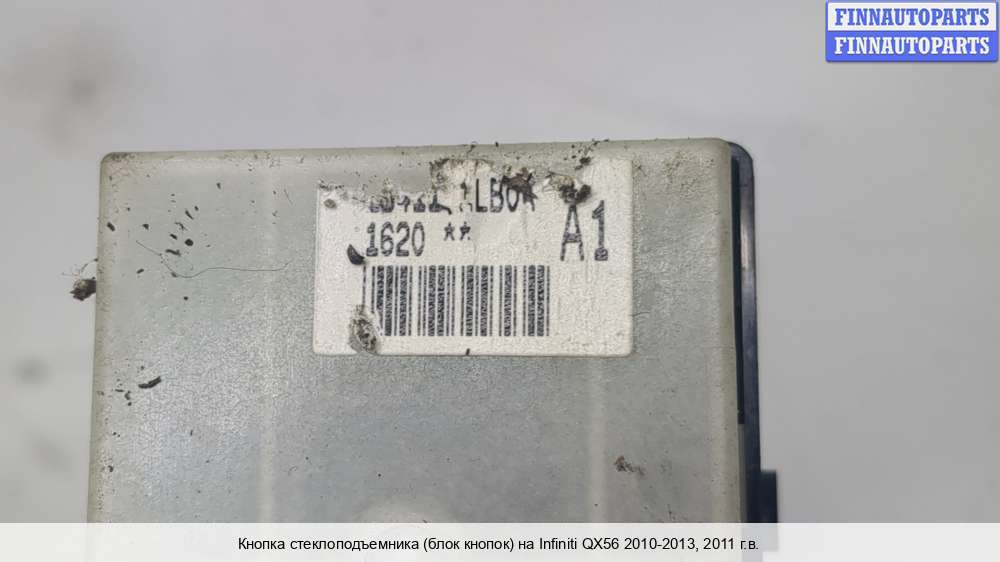 FINNAUTOPARTS
FINNAUTOPARTS
1620 **
A1
Кнопка стеклоподъемника (блок кнопок) на Infiniti QX56 2010-2013, 2011 г.в.